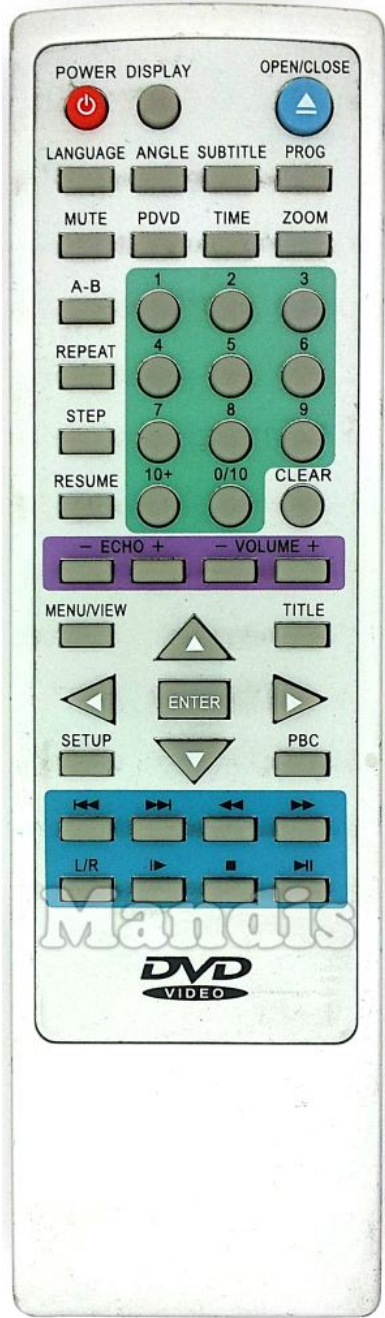 POWER DISPLAY OPEN/CLOSE
LANGUAGE ANGLE SUBTITLE PROG
MUTE PDVD TIME ZOOM
A-B 1 2 3
REPEAT 4 5 6
STEP 7 8 9
RESUME 10+ 0/10 CLEAR
- ECHO + - VOLUME +
MENU/VIEW TITLE
ENTER
SETUP PBC
L/R
Mandis
DVD
VIDEO